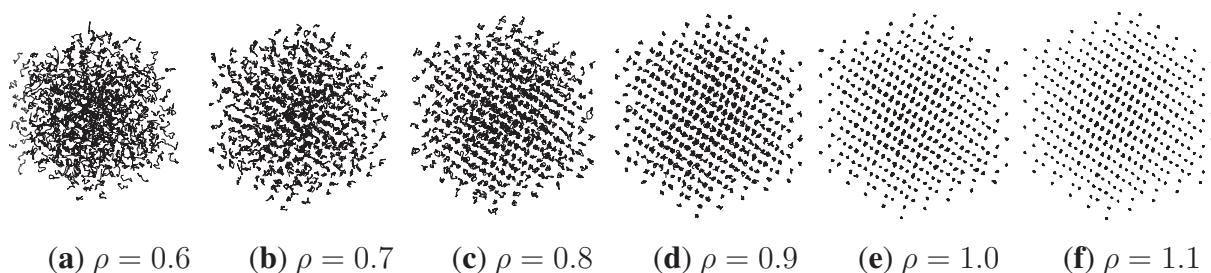 (a) ρ = 0.6 (b) ρ = 0.7 (c) ρ = 0.8 (d) ρ = 0.9 (e) ρ = 1.0 (f) ρ = 1.1